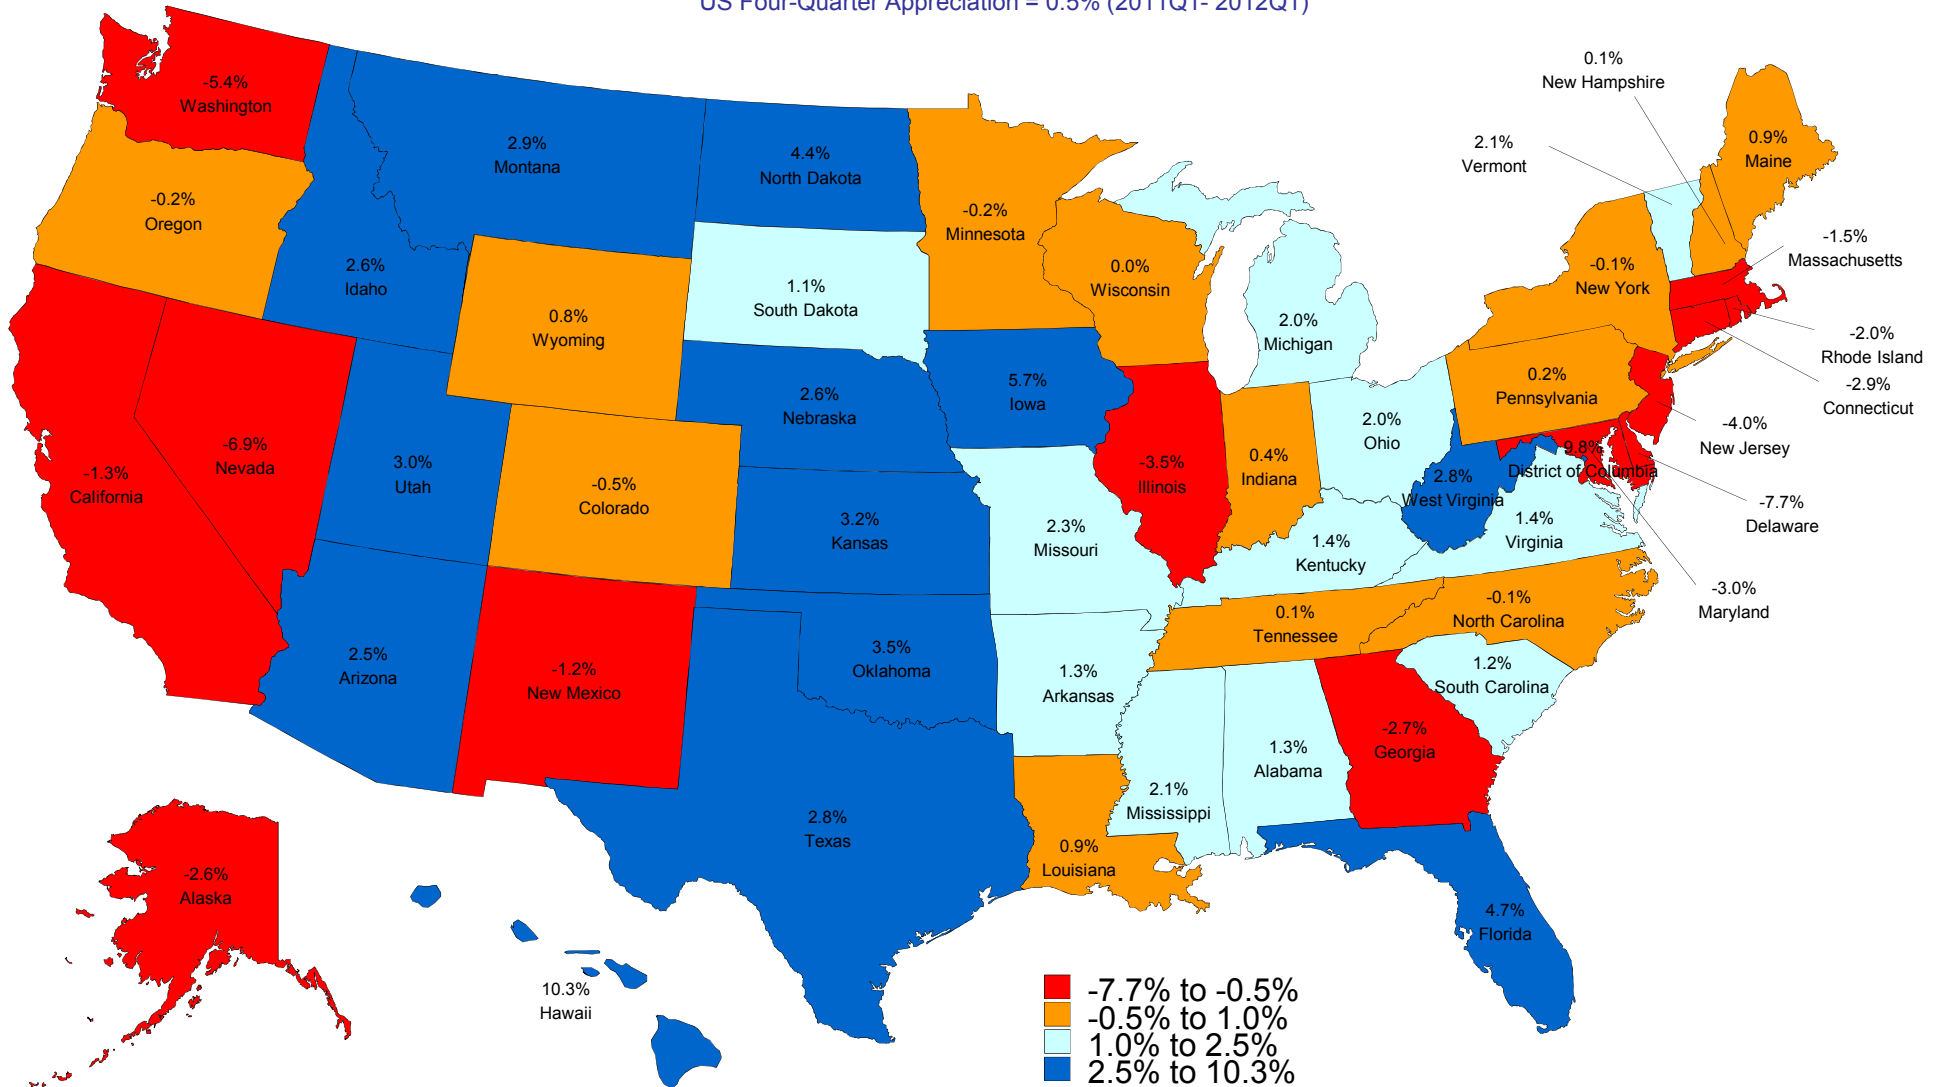 US Four-Quarter Appreciation = 0.5% (2011Q1- 2012Q1)
-5.4%
Washington
-0.2%
Oregon
-1.3%
California
-6.9%
Nevada
2.6%
Idaho
2.9%
Montana
0.8%
Wyoming
3.0%
Utah
-0.5%
Colorado
2.5%
Arizona
-1.2%
New Mexico
4.4%
North Dakota
1.1%
South Dakota
2.6%
Nebraska
3.2%
Kansas
3.5%
Oklahoma
2.8%
Texas
-0.2%
Minnesota
5.7%
Iowa
2.3%
Missouri
1.3%
Arkansas
0.9%
Louisiana
0.0%
Wisconsin
-3.5%
Illinois
2.0%
Michigan
0.4%
Indiana
2.0%
Ohio
1.4%
Kentucky
0.1%
Tennessee
2.1%
Mississippi
1.3%
Alabama
-2.7%
Georgia
4.7%
Florida
1.2%
South Carolina
-0.1%
North Carolina
1.4%
Virginia
2.8%
West Virginia
9.8%
District of Columbia
0.2%
Pennsylvania
-0.1%
New York
2.1%
Vermont
0.1%
New Hampshire
0.9%
Maine
-1.5%
Massachusetts
-2.0%
Rhode Island
-2.9%
Connecticut
-4.0%
New Jersey
-7.7%
Delaware
-3.0%
Maryland
-2.6%
Alaska
10.3%
Hawaii
-7.7% to -0.5%
-0.5% to 1.0%
1.0% to 2.5%
2.5% to 10.3%